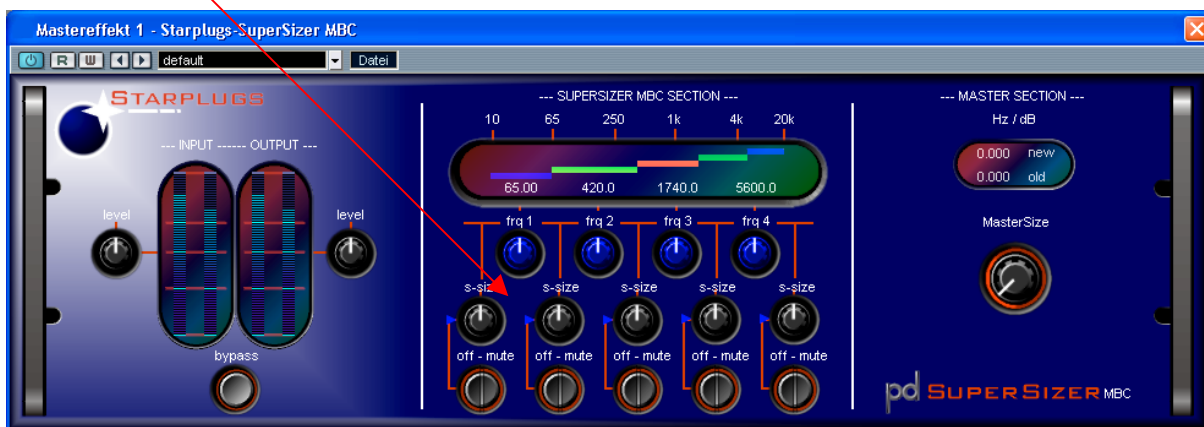 Mastereffekt 1 - Starplugs-SuperSizer MBC
R W default Datei
STARPLUGS
--- INPUT ------ OUTPUT ---
level level
bypass
--- SUPERSIZER MBC SECTION ---
10 65 250 1k 4k 20k
65.00 420.0 1740.0 5600.0
frq 1 frq 2 frq 3 frq 4
s-size s-size s-size s-size s-size
off - mute off - mute off - mute off - mute off - mute
--- MASTER SECTION ---
Hz / dB
0.000 new
0.000 old
MasterSize
pd SUPERSIZER MBC